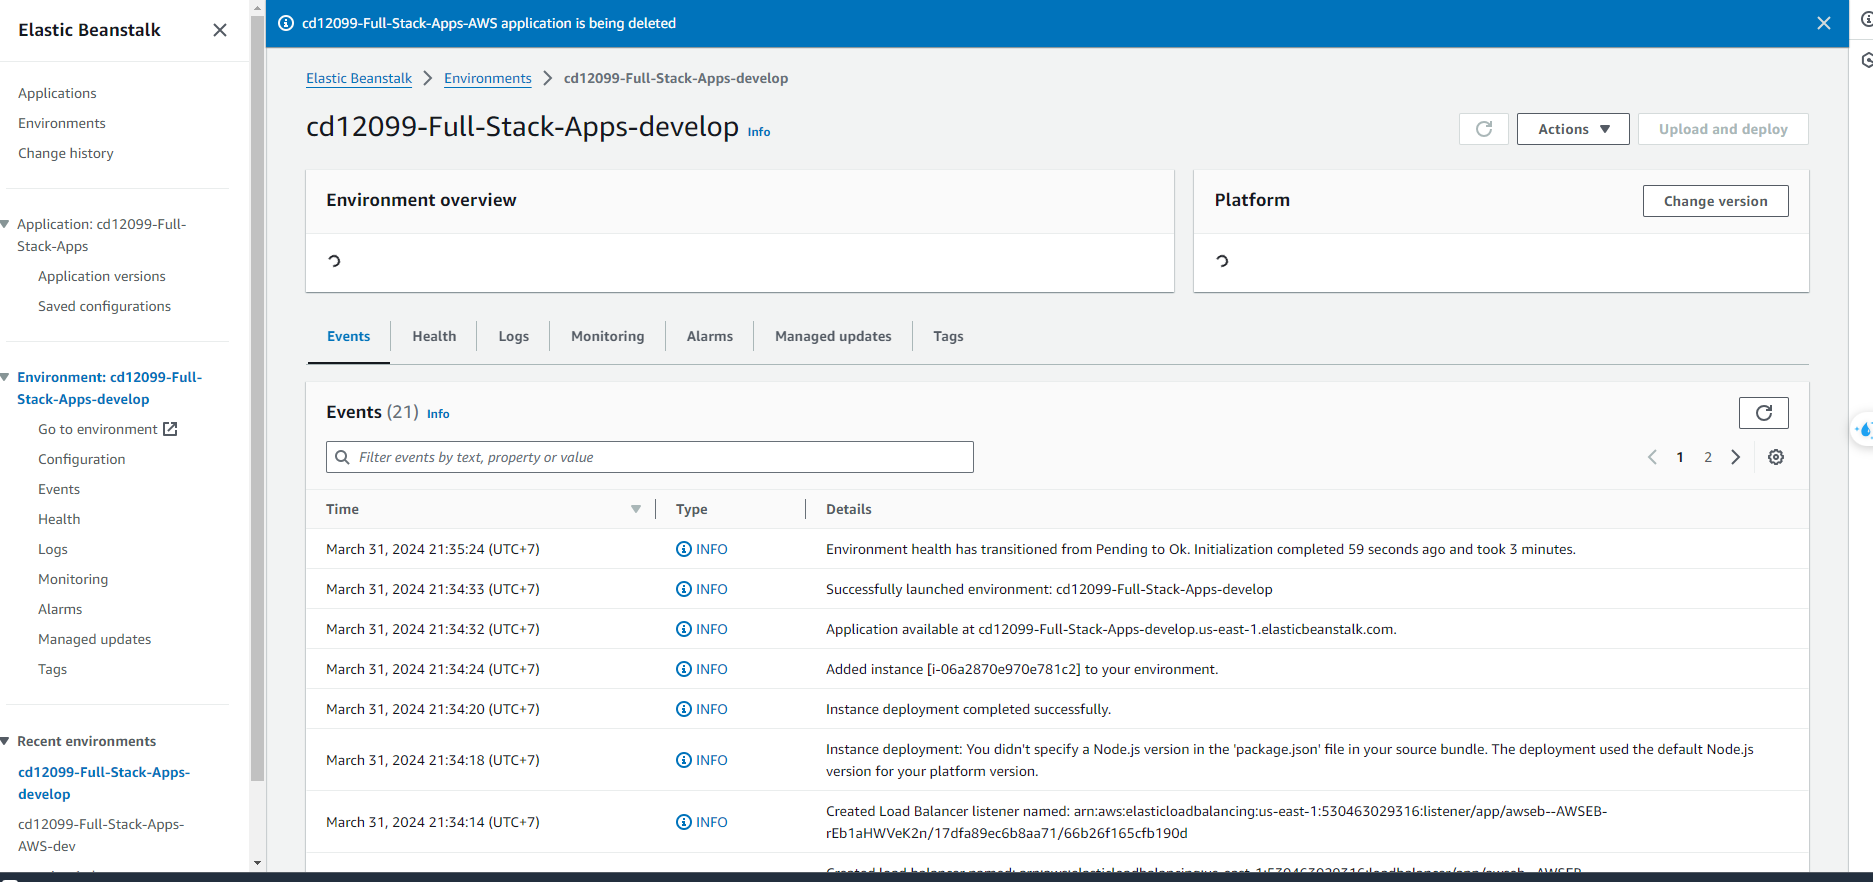 Elastic Beanstalk
Applications
Environments
Change history
Application: cd12099-Full-
Stack-Apps
Application versions
Saved configurations
Environment: cd12099-Full-
Stack-Apps-develop
Go to environment
Configuration
Events
Health
Logs
Monitoring
Alarms
Managed updates
Tags
Recent environments
cd12099-Full-Stack-Apps-
develop
cd12099-Full-Stack-Apps-
AWS-dev
cd12099-Full-Stack-Apps-AWS application is being deleted
Elastic Beanstalk > Environments > cd12099-Full-Stack-Apps-develop
cd12099-Full-Stack-Apps-develop Info
Actions
Upload and deploy
Environment overview
Platform
Change version
Events Health Logs Monitoring Alarms Managed updates Tags
Events (21) Info
Filter events by text, property or value
1 2
Time Type Details
March 31, 2024 21:35:24 (UTC+7) INFO Environment health has transitioned from Pending to Ok. Initialization completed 59 seconds ago and took 3 minutes.
March 31, 2024 21:34:33 (UTC+7) INFO Successfully launched environment: cd12099-Full-Stack-Apps-develop
March 31, 2024 21:34:32 (UTC+7) INFO Application available at cd12099-Full-Stack-Apps-develop.us-east-1.elasticbeanstalk.com.
March 31, 2024 21:34:24 (UTC+7) INFO Added instance [i-06a2870e970e781c2] to your environment.
March 31, 2024 21:34:20 (UTC+7) INFO Instance deployment completed successfully.
March 31, 2024 21:34:18 (UTC+7) INFO Instance deployment: You didn't specify a Node.js version in the 'package.json' file in your source bundle. The deployment used the default Node.js
version for your platform version.
March 31, 2024 21:34:14 (UTC+7) INFO Created Load Balancer listener named: arn:aws:elasticloadbalancing:us-east-1:530463029316:listener/app/awseb--AWSEB-
rEb1aHWVeK2n/17dfa89ec6b8aa71/66b26f165cfb190d